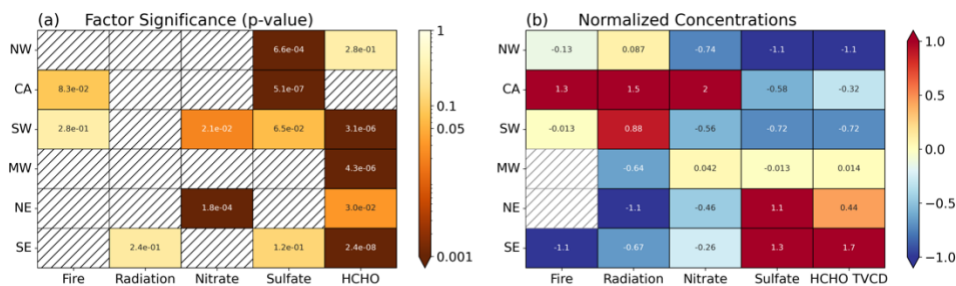 (a) Factor Significance (p-value)
NW 6.6e-04 2.8e-01
CA 8.3e-02 5.1e-07
SW 2.8e-01 2.1e-02 6.5e-02 3.1e-06
MW 4.3e-06
NE 1.8e-04 3.0e-02
SE 2.4e-01 1.2e-01 2.4e-08
Fire Radiation Nitrate Sulfate HCHO
1
0.1
0.05
0.001
(b) Normalized Concentrations
-0.13 0.087 -0.74 -1.1 -1.1
1.3 1.5 2 -0.58 -0.32
-0.013 0.88 -0.56 -0.72 -0.72
-0.64 0.042 -0.013 0.014
-1.1 -0.46 1.1 0.44
-1.1 -0.67 -0.26 1.3 1.7
Fire Radiation Nitrate Sulfate HCHO TVCD
1.0
0.5
0.0
−0.5
−1.0